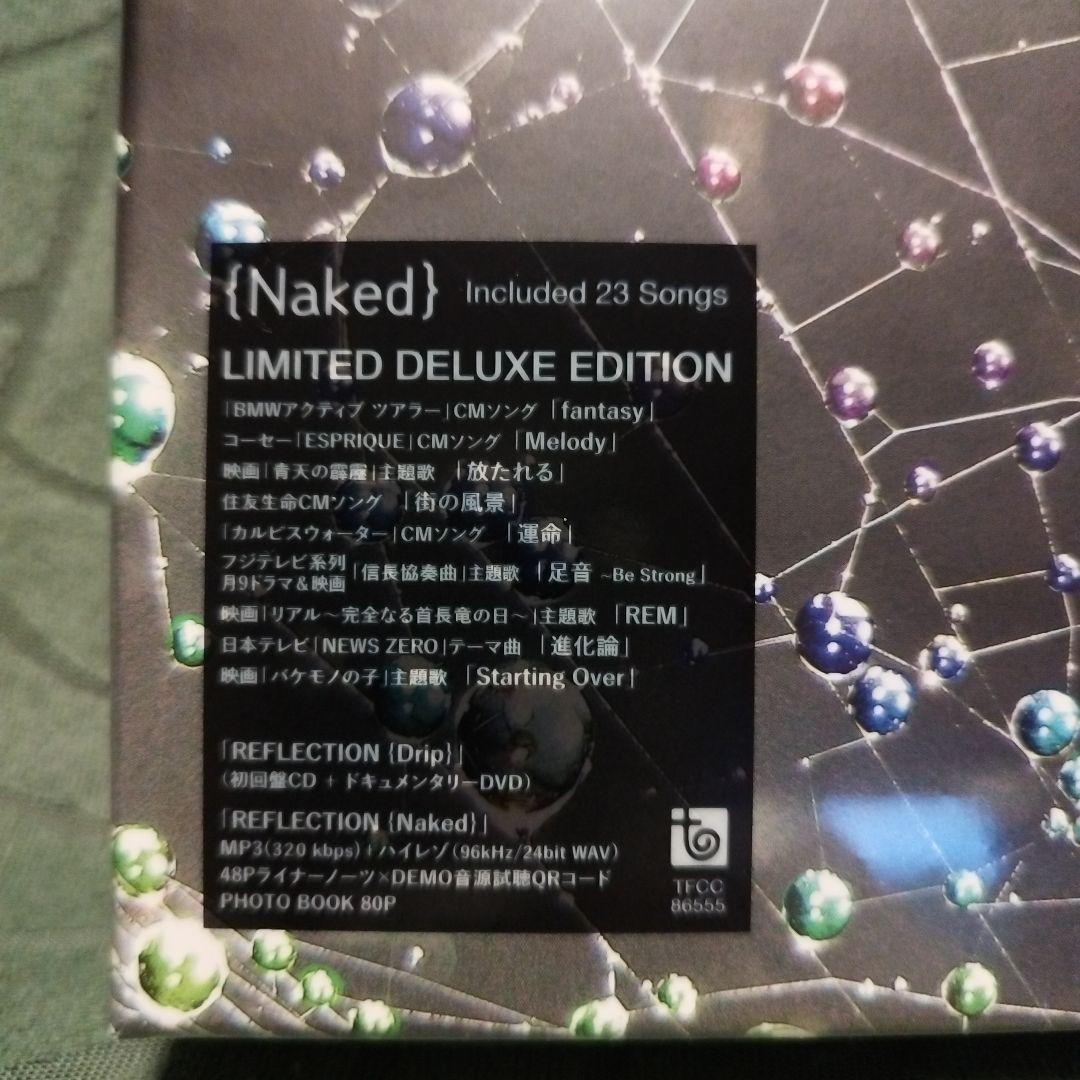 {Naked} Included 23 Songs
LIMITED DELUXE EDITION
「BMWアクティブ ツアラー」CMソング 「fantasy」
コーセー「ESPRIQUE」CMソング 「Melody」
映画「青天の霹靂」主題歌 「放たれる」
住友生命CMソング 「街の風景」
「カルピスウォーター」CMソング 「運命」
フジテレビ系列
月9ドラマ&映画「信長協奏曲」主題歌 「足音 ~Be Strong」
映画「リアル～完全なる首長竜の日～」主題歌 「REM」
日本テレビ「NEWS ZERO」テーマ曲 「進化論」
映画「バケモノの子」主題歌 「Starting Over」
「REFLECTION {Drip}」
(初回盤CD + ドキュメンタリーDVD)
「REFLECTION {Naked}」
MP3(320 kbps)+ハイレゾ(96kHz/24bit WAV)
48Pライナーノーツ×DEMO音源試聴QRコード
PHOTO BOOK 80P
TFCC
86555